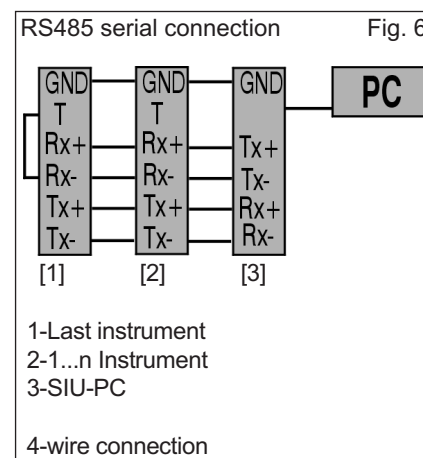 RS485 serial connection Fig. 6
GND GND GND PC
T T
Rx+ Rx+ Tx+
Rx- Rx- Tx-
Tx+ Tx+ Rx+
Tx- Tx- Rx-
[1] [2] [3]
1-Last instrument
2-1...n Instrument
3-SIU-PC
4-wire connection